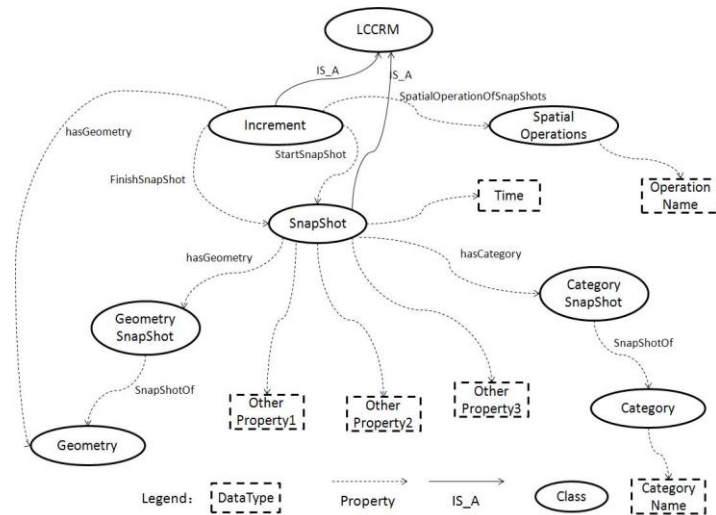 LCCRM
IS_A
IS_A
SpatialOperationOfSnapShots
hasGeometry
Increment
Spatial
Operations
StartSnapShot
FinishSnapShot
Time
Operation
Name
SnapShot
hasGeometry
hasCategory
Category
SnapShot
Geometry
SnapShot
SnapShotOf
SnapShotOf
Other
Property1
Other
Property2
Other
Property3
Category
Geometry
Legend:
DataType
Property
IS_A
Class
Category
Name